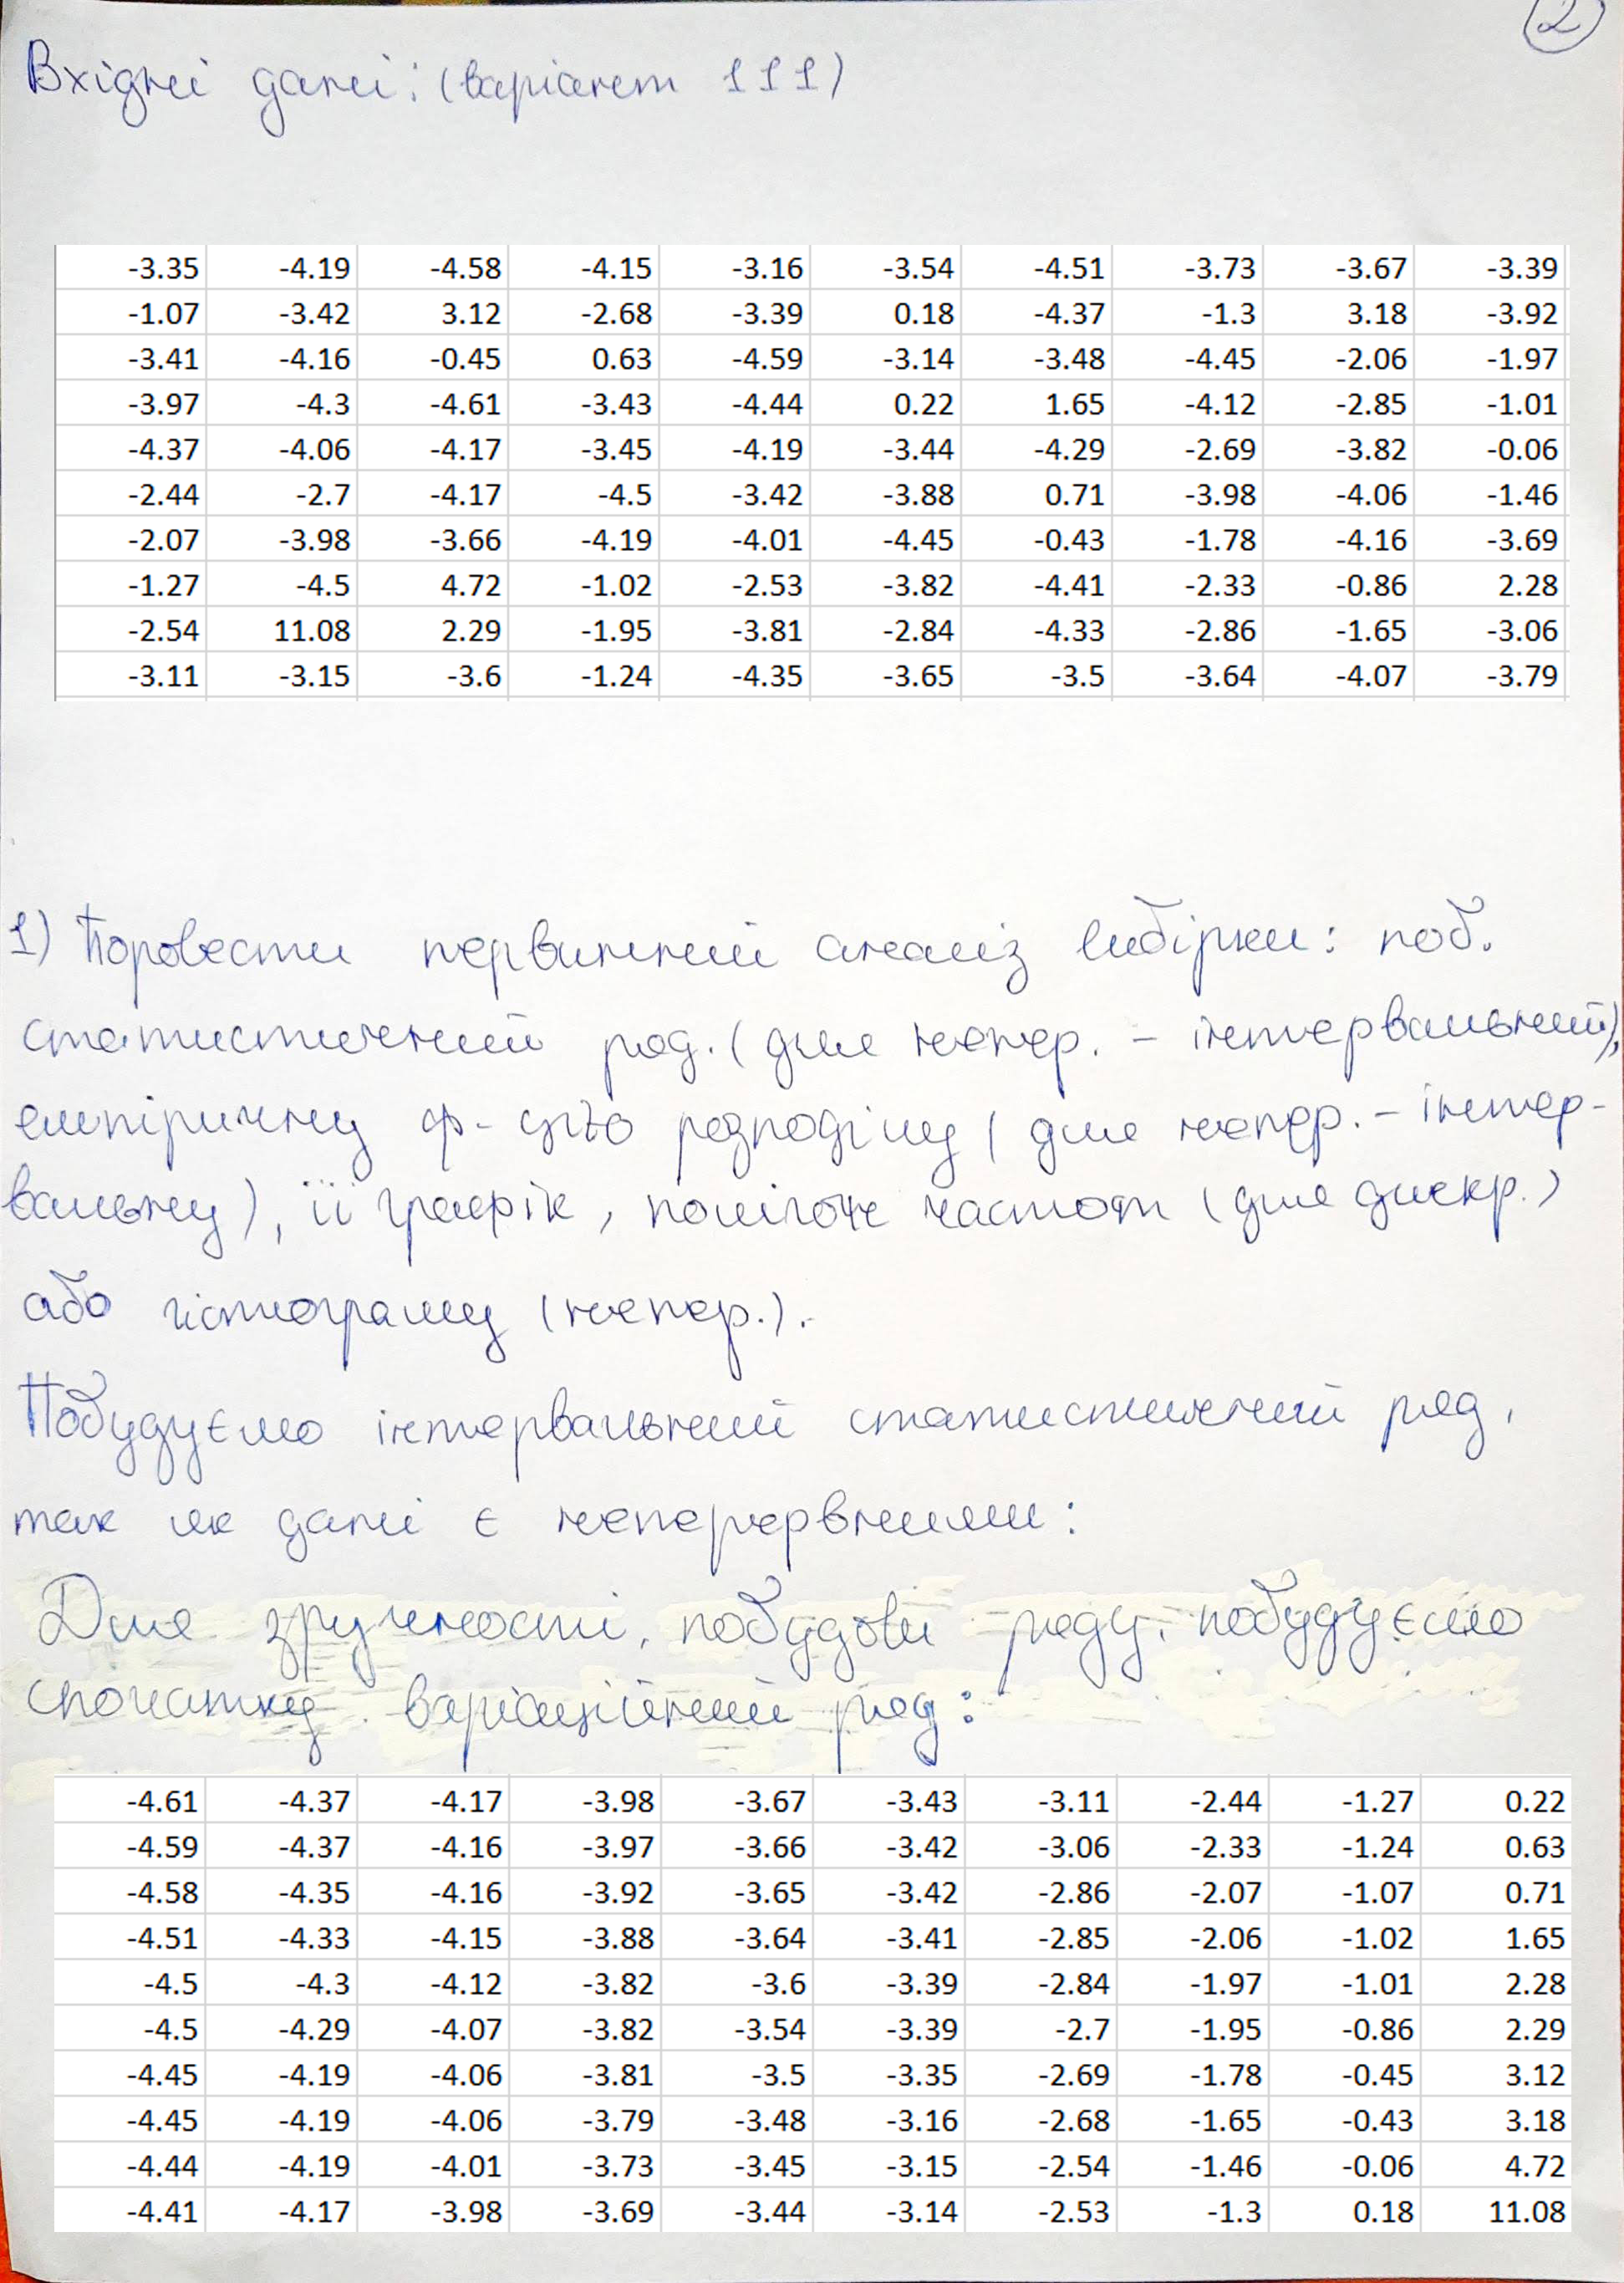 2
Вхідні дані: (варіант 111)
-3.35 -4.19 -4.58 -4.15 -3.16 -3.54 -4.51 -3.73 -3.67 -3.39
-1.07 -3.42 3.12 -2.68 -3.39 0.18 -4.37 -1.3 3.18 -3.92
-3.41 -4.16 -0.45 0.63 -4.59 -3.14 -3.48 -4.45 -2.06 -1.97
-3.97 -4.3 -4.61 -3.43 -4.44 0.22 1.65 -4.12 -2.85 -1.01
-4.37 -4.06 -4.17 -3.45 -4.19 -3.44 -4.29 -2.69 -3.82 -0.06
-2.44 -2.7 -4.17 -4.5 -3.42 -3.88 0.71 -3.98 -4.06 -1.46
-2.07 -3.98 -3.66 -4.19 -4.01 -4.45 -0.43 -1.78 -4.16 -3.69
-1.27 -4.5 4.72 -1.02 -2.53 -3.82 -4.41 -2.33 -0.86 2.28
-2.54 11.08 2.29 -1.95 -3.81 -2.84 -4.33 -2.86 -1.65 -3.06
-3.11 -3.15 -3.6 -1.24 -4.35 -3.65 -3.5 -3.64 -4.07 -3.79
1) Провести первинний аналіз вибірки: поб.
статистичний ряд. (для непер. - інтервальний),
емпіричну ф-цію розподілу (для непер. - інтер-
вальну), її графік, полігон частот (для дискр.)
або гістограму (непер.).
Побудуємо інтервальний статистичний ряд,
так як дані є неперервними:
Для зручності, побудови ряду, побудуємо
спочатку варіаційний ряд:
-4.61 -4.37 -4.17 -3.98 -3.67 -3.43 -3.11 -2.44 -1.27 0.22
-4.59 -4.37 -4.16 -3.97 -3.66 -3.42 -3.06 -2.33 -1.24 0.63
-4.58 -4.35 -4.16 -3.92 -3.65 -3.42 -2.86 -2.07 -1.07 0.71
-4.51 -4.33 -4.15 -3.88 -3.64 -3.41 -2.85 -2.06 -1.02 1.65
-4.5 -4.3 -4.12 -3.82 -3.6 -3.39 -2.84 -1.97 -1.01 2.28
-4.5 -4.29 -4.07 -3.82 -3.54 -3.39 -2.7 -1.95 -0.86 2.29
-4.45 -4.19 -4.06 -3.81 -3.5 -3.35 -2.69 -1.78 -0.45 3.12
-4.45 -4.19 -4.06 -3.79 -3.48 -3.16 -2.68 -1.65 -0.43 3.18
-4.44 -4.19 -4.01 -3.73 -3.45 -3.15 -2.54 -1.46 -0.06 4.72
-4.41 -4.17 -3.98 -3.69 -3.44 -3.14 -2.53 -1.3 0.18 11.08